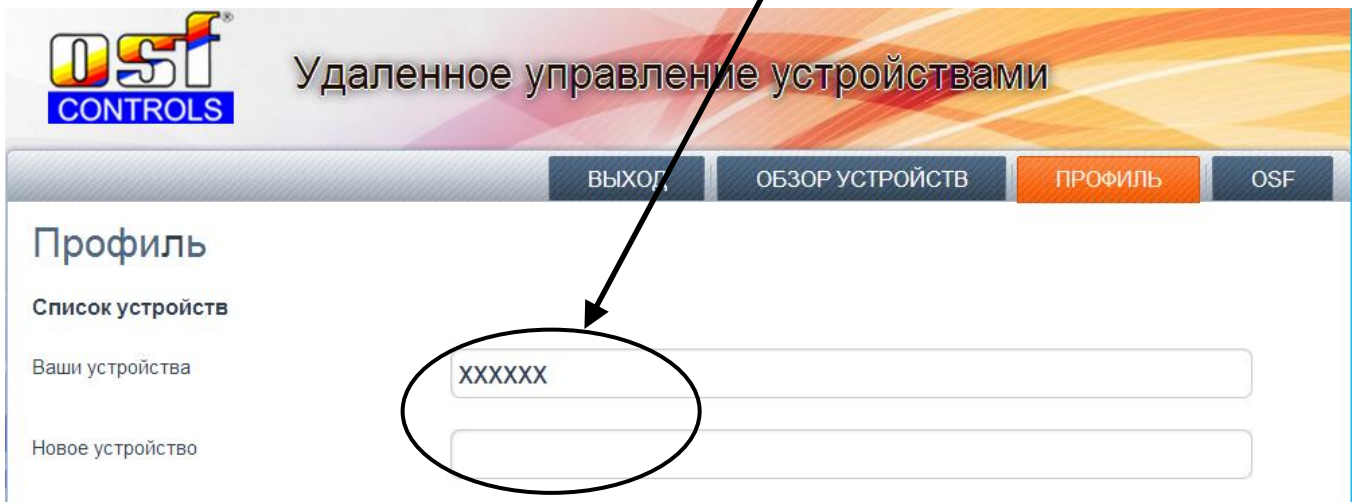 osf®
CONTROLS
Удаленное управление устройствами
ВЫХОД ОБЗОР УСТРОЙСТВ ПРОФИЛЬ OSF
Профиль
Список устройств
Ваши устройства XXXXXX
Новое устройство